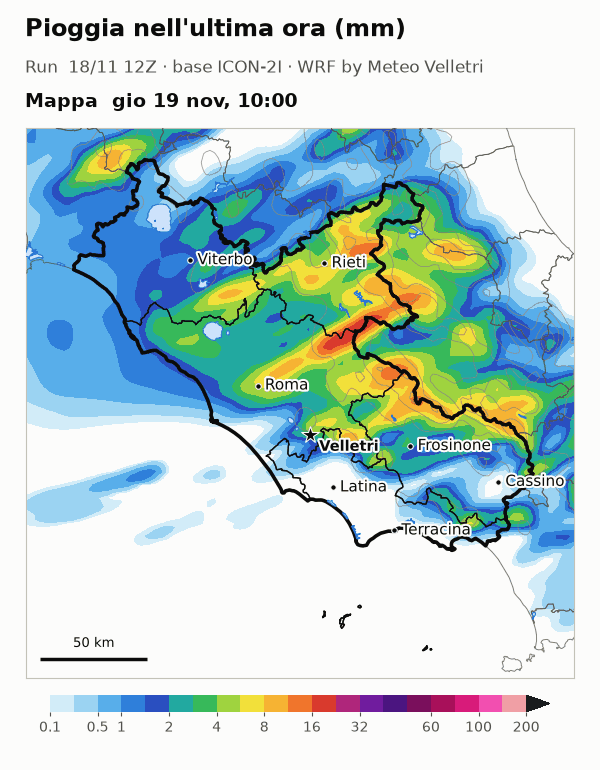 Pioggia nell'ultima ora (mm)
Run  18/11 12Z · base ICON-2I · WRF by Meteo Velletri
Mappa  gio 19 nov, 10:00
Viterbo
Rieti
Roma
Velletri
Frosinone
Cassino
Latina
Terracina
50 km
0.1 0.5 1 2 4 8 16 32 60 100 200